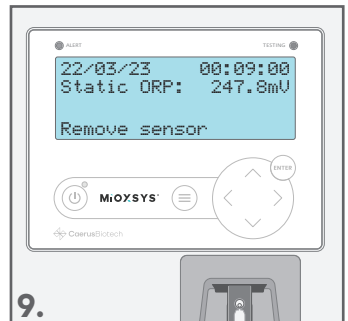 ALERT
TESTING
22/03/23 00:09:00
Static ORP: 247.8mV
Remove sensor
ENTER
MiOXSYS
CaerusBiotech
9.